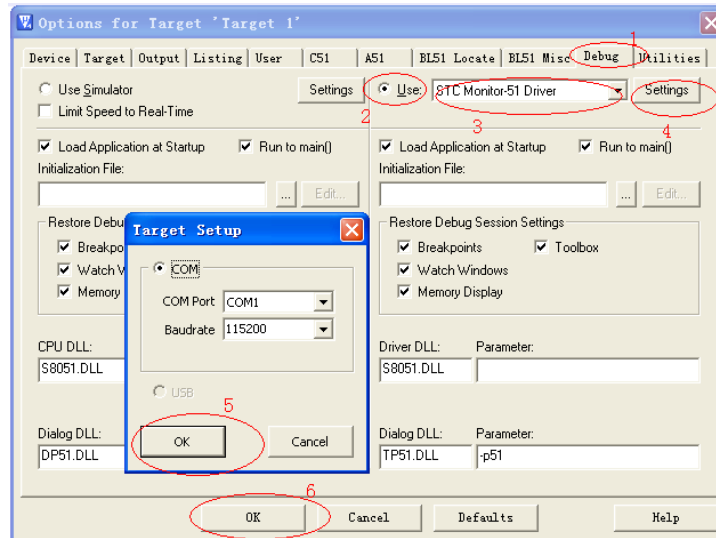 Options for Target 'Target 1'
1
Device Target Output Listing User C51 A51 BL51 Locate BL51 Misc Debug Utilities
Use Simulator Settings Use: STC Monitor-51 Driver Settings
Limit Speed to Real-Time
2 3 4
Load Application at Startup Run to main() Load Application at Startup Run to main()
Initialization File: Initialization File:
... Edit... ... Edit...
Restore Debu Restore Debug Session Settings
Breakpo Breakpoints Toolbox
Watch W Watch Windows
Memory Memory Display
Target Setup
COM
COM Port COM1
Baudrate 115200
USB
5
OK Cancel
CPU DLL: Driver DLL: Parameter:
S8051.DLL S8051.DLL
Dialog DLL: Dialog DLL: Parameter:
DP51.DLL TP51.DLL -p51
6
OK Cancel Defaults Help